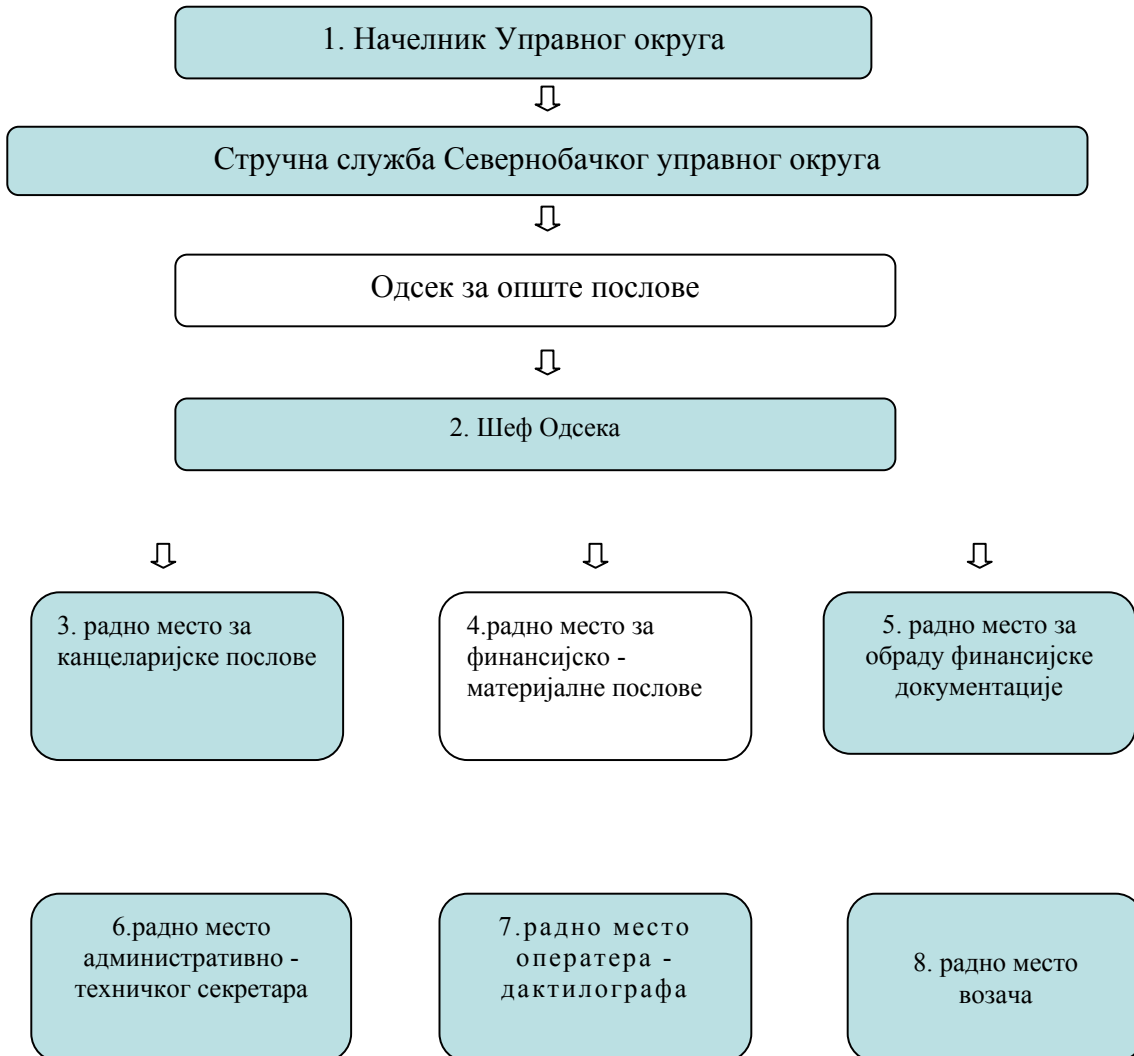 1. Начелник Управног округа
Стручна служба Севернобачког управног округа
Одсек за опште послове
2. Шеф Одсека
3. радно место за
канцеларијске послове
4.радно место за
финансијско -
материјалне послове
5. радно место за
обраду финансијске
документације
6.радно место
административно -
техничког секретара
7.радно место
оператера -
дактилографа
8. радно место
возача